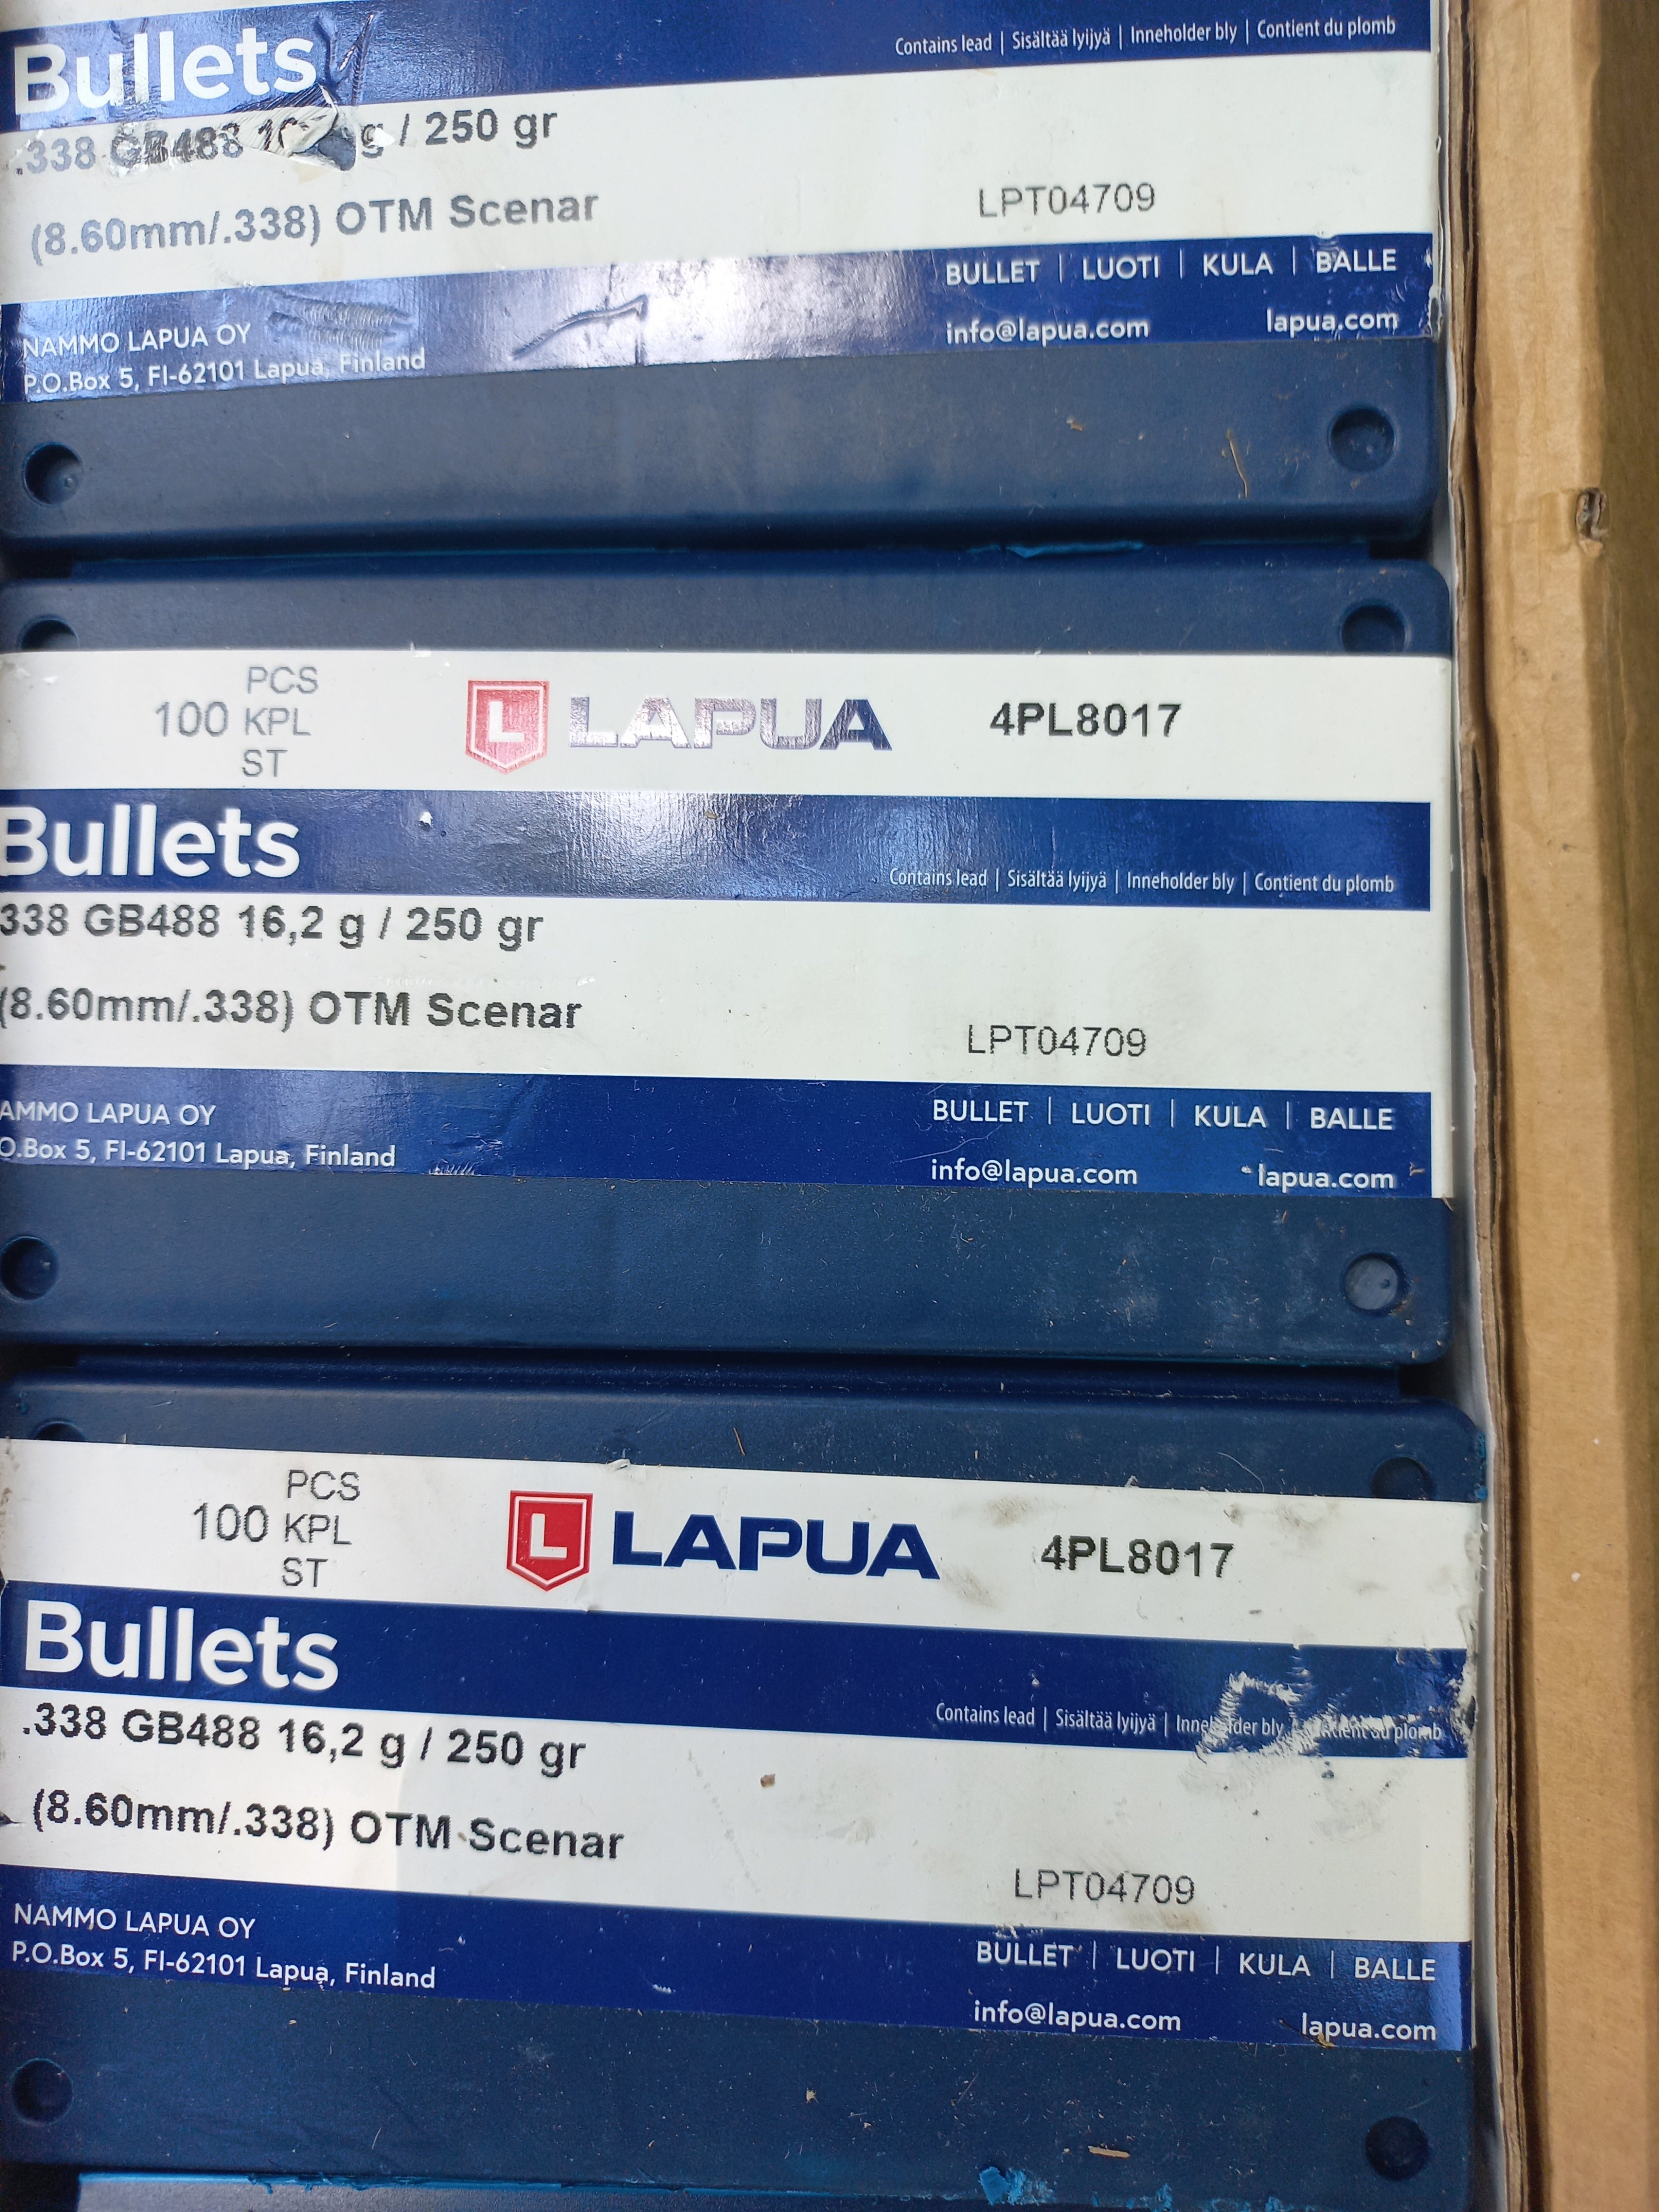 Bullets
Contains lead | Sisältää lyijyä | Inneholder bly | Contient du plomb
.338 GB488 g / 250 gr
(8.60mm/.338) OTM Scenar
LPT04709
BULLET | LUOTI | KULA | BALLE
NAMMO LAPUA OY
info@lapua.com lapua.com
P.O.Box 5, FI-62101 Lapua, Finland
PCS
100 KPL
ST
L LAPUA
4PL8017
Bullets
Contains lead | Sisältää lyijyä | Inneholder bly | Contient du plomb
338 GB488 16,2 g / 250 gr
(8.60mm/.338) OTM Scenar
LPT04709
AMMO LAPUA OY
BULLET | LUOTI | KULA | BALLE
O.Box 5, FI-62101 Lapua, Finland
info@lapua.com lapua.com
PCS
100 KPL
ST
L LAPUA
4PL8017
Bullets
Contains lead | Sisältää lyijyä | bly | du plomb
.338 GB488 16,2 g / 250 gr
(8.60mm/.338) OTM Scenar
LPT04709
NAMMO LAPUA OY
BULLET | LUOTI | KULA | BALLE
P.O.Box 5, FI-62101 Lapua, Finland
info@lapua.com lapua.com